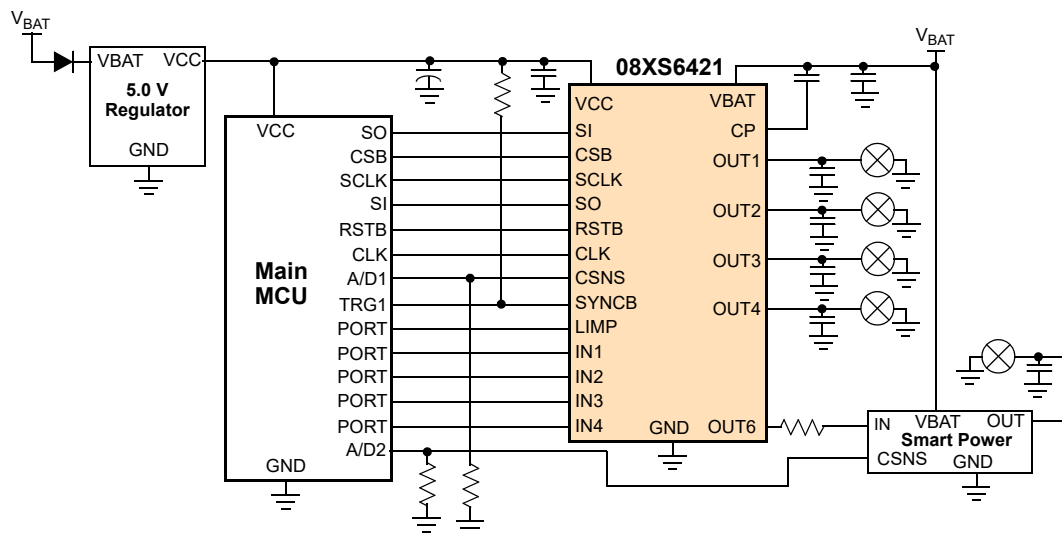 VBAT
VBAT VCC
5.0 V
Regulator
GND
VCC
SO
CSB
SCLK
SI
RSTB
CLK
A/D1
TRG1
PORT
PORT
PORT
PORT
PORT
A/D2
Main
MCU
GND
08XS6421
VCC
SI
CSB
SCLK
SO
RSTB
CLK
CSNS
SYNCB
LIMP
IN1
IN2
IN3
IN4
VBAT
CP
OUT1
OUT2
OUT3
OUT4
GND OUT6
VBAT
IN VBAT OUT
Smart Power
CSNS GND